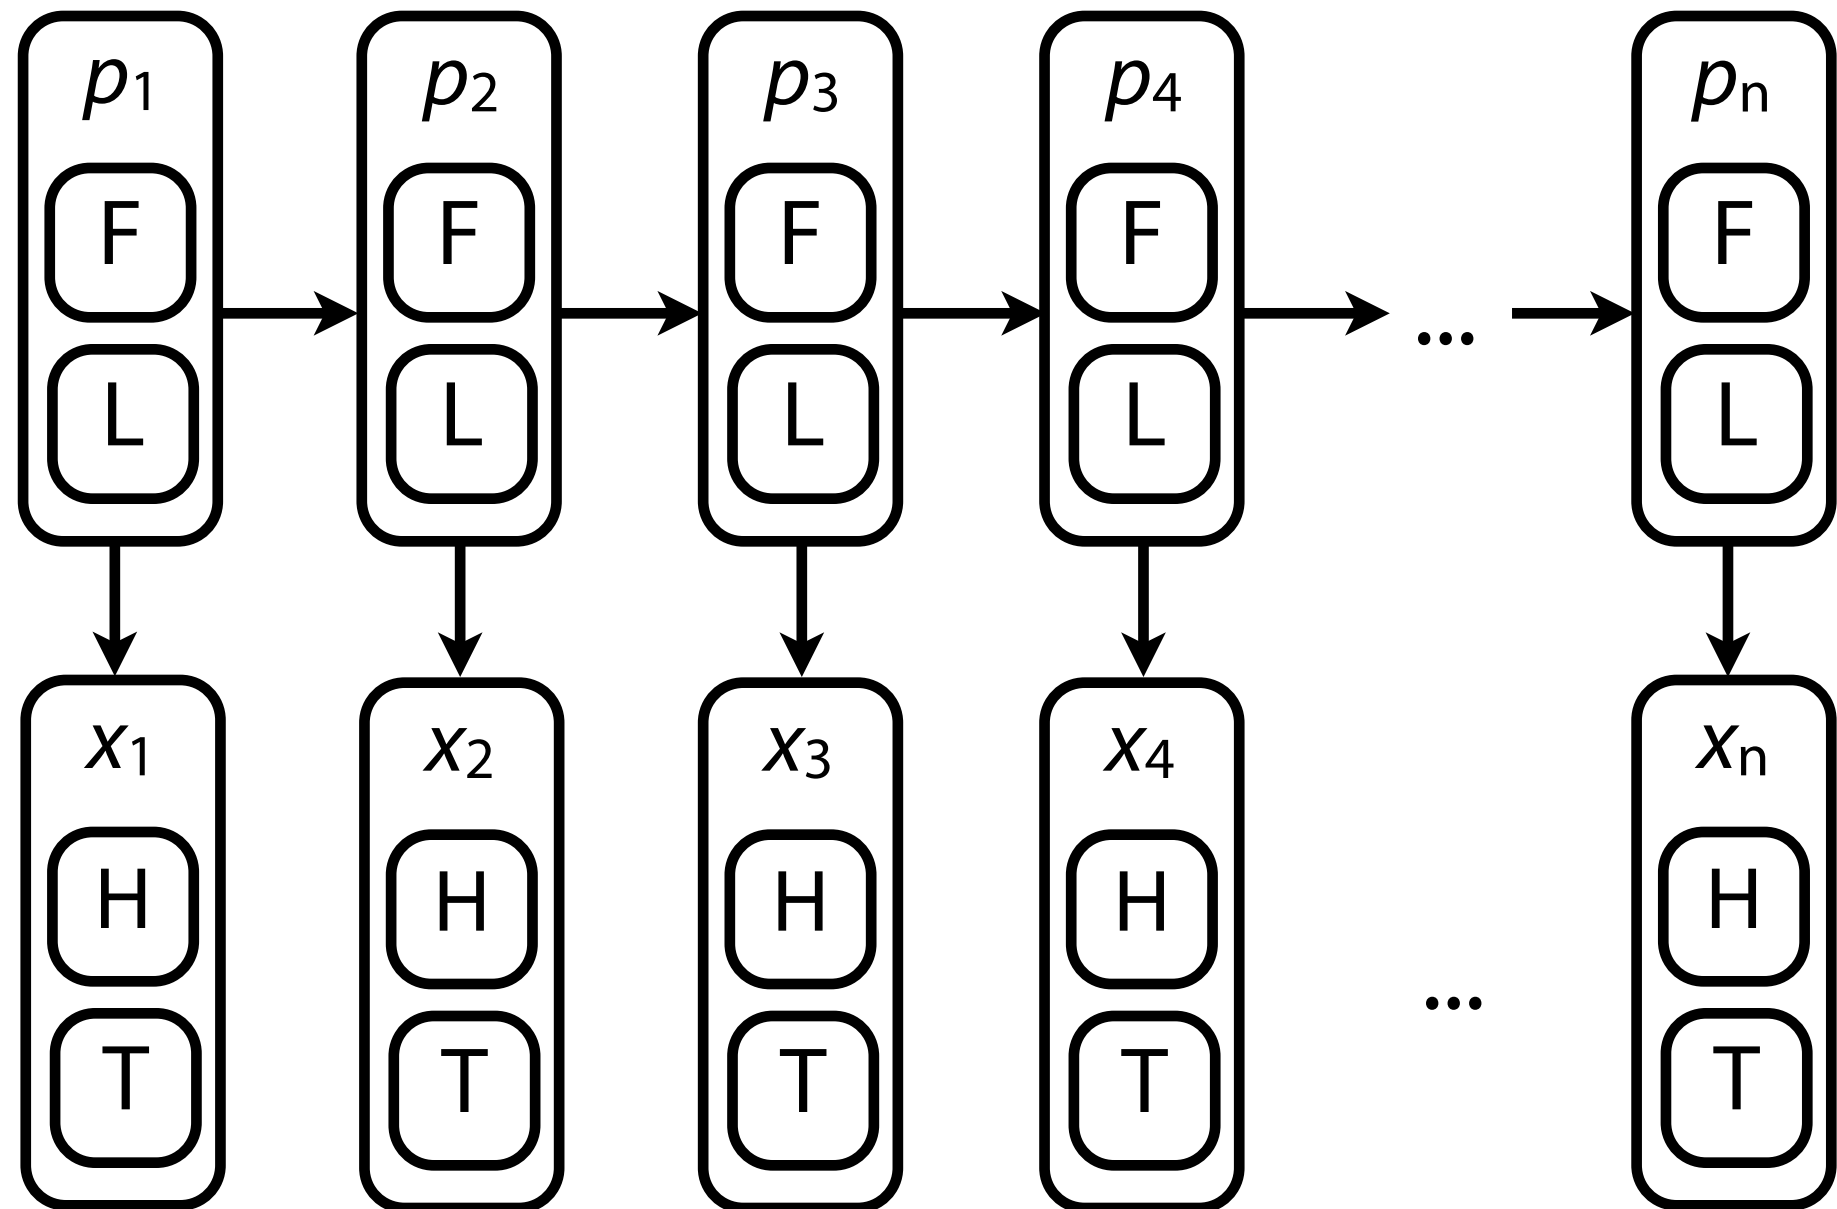 p1 p2 p3 p4 pn
F F F F F
... 
L L L L L
x1 x2 x3 x4 xn
H H H H H
...
T T T T T